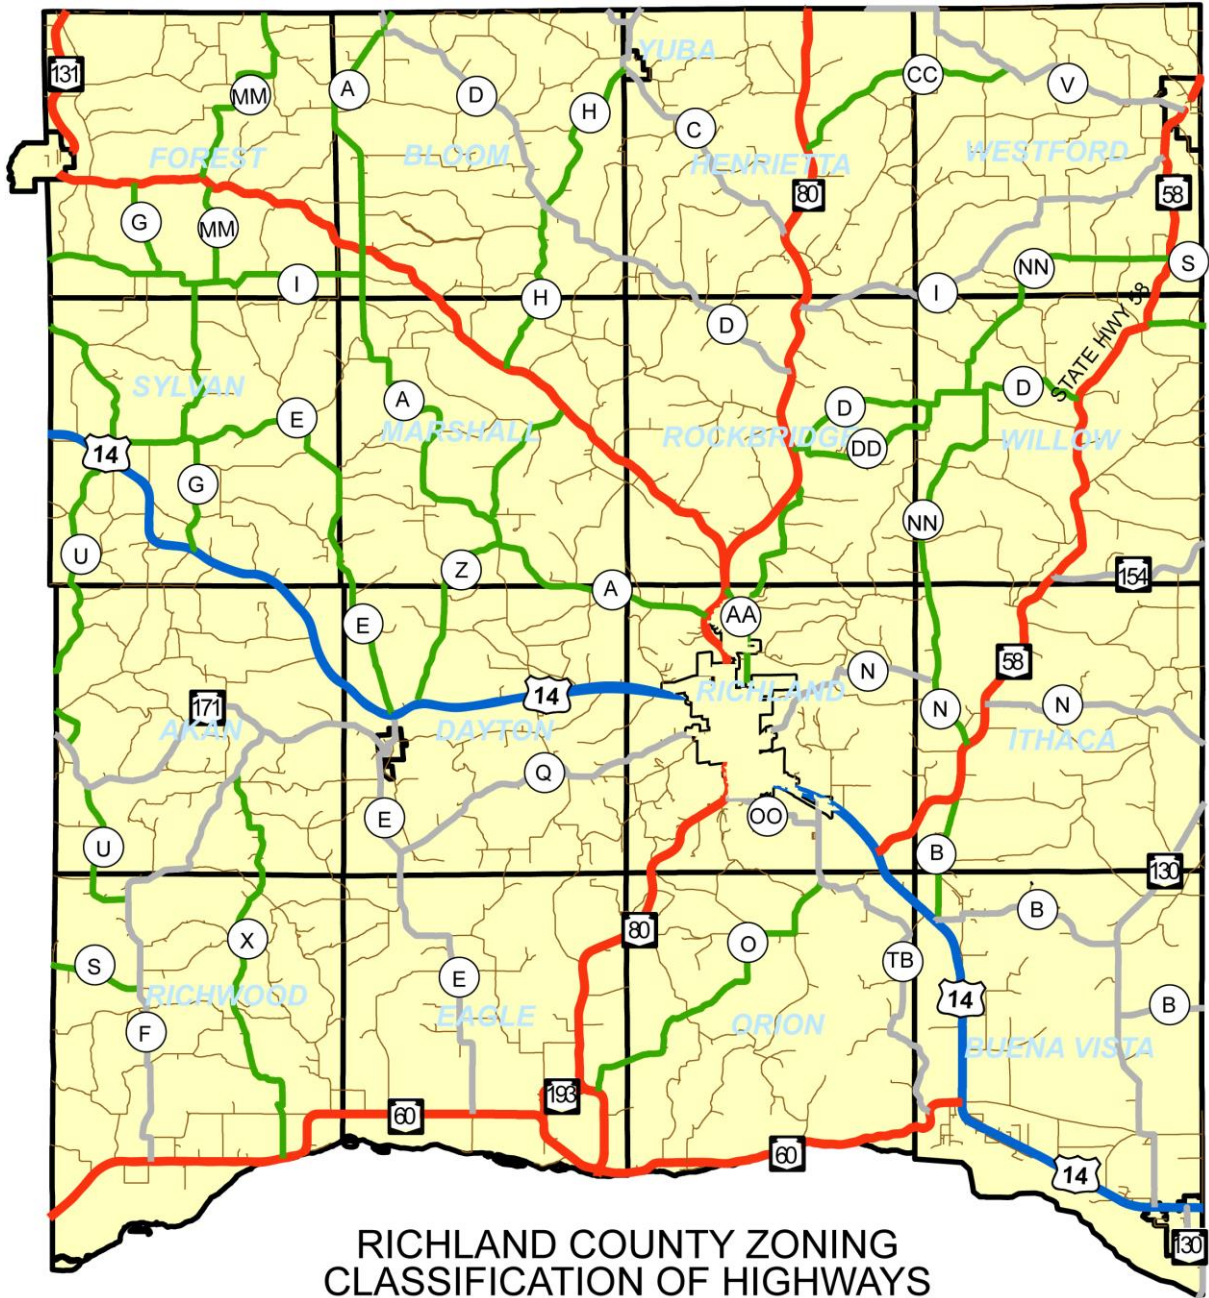 YUBA
131
MM
A
D
H
CC
V
C
FOREST
BLOOM
HENRIETTA
WESTFORD
80
58
G
MM
NN
S
I
H
I
D
STATE HWY 58
SYLVAN
A
MARSHALL
E
D
D
ROCKBRIDGE
DD
WILLOW
14
G
NN
U
Z
A
154
AA
E
58
N
14
RICHLAND
171
N
N
AKAN
DAYTON
ITHACA
Q
E
OO
U
B
130
B
80
X
O
S
TB
E
14
RICHWOOD
B
EAGLE
ORION
F
BUENA VISTA
193
60
60
14
130
RICHLAND COUNTY ZONING
CLASSIFICATION OF HIGHWAYS